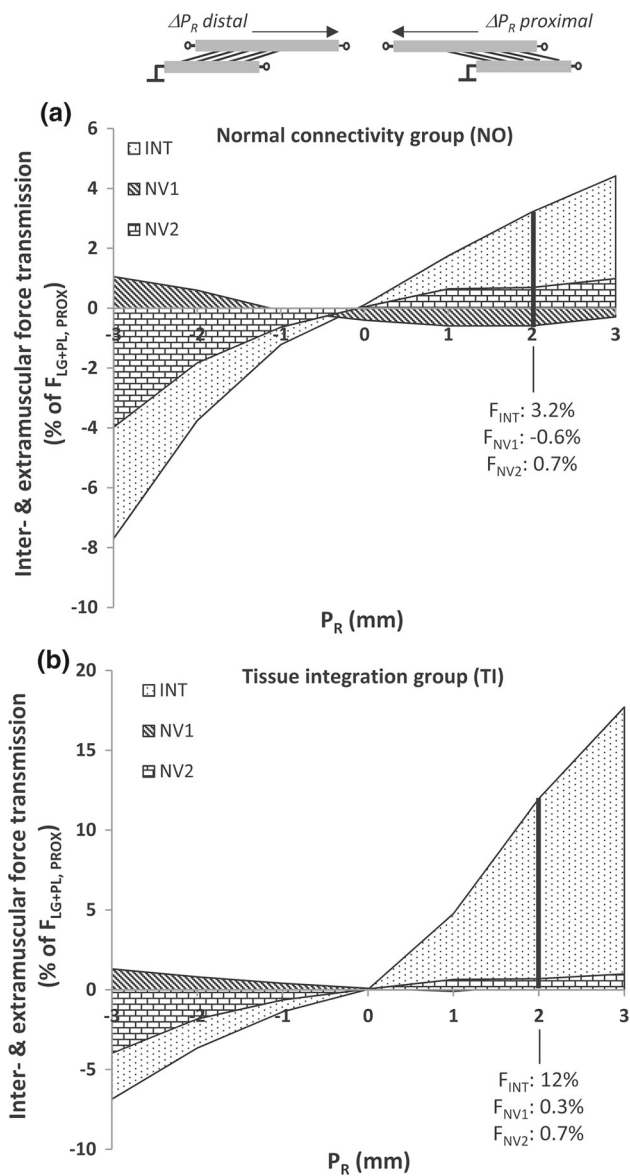 ΔP_R distal
ΔP_R proximal
(a)
Normal connectivity group (NO)
INT
NV1
NV2
6
4
2
0
-2
-4
-6
-8
-10
-3
-2
-1
0
1
2
3
F_INT: 3.2%
F_NV1: -0.6%
F_NV2: 0.7%
Inter- & extramuscular force transmission
(% of F_LG+PL, PROX)
P_R (mm)
(b)
Tissue integration group (TI)
INT
NV1
NV2
20
15
10
5
0
-5
-10
-3
-2
-1
0
1
2
3
F_INT: 12%
F_NV1: 0.3%
F_NV2: 0.7%
Inter- & extramuscular force transmission
(% of F_LG+PL, PROX)
P_R (mm)